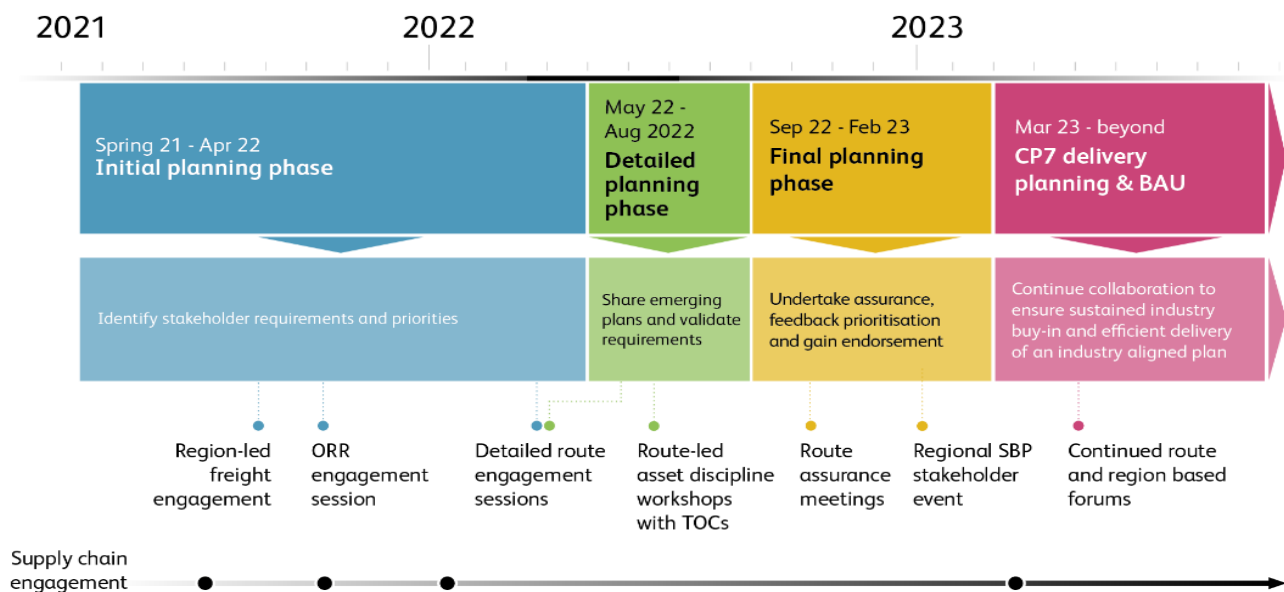 2021
2022
2023
Spring 21 - Apr 22
Initial planning phase
May 22 -
Aug 2022
Detailed
planning
phase
Sep 22 - Feb 23
Final planning
phase
Mar 23 - beyond
CP7 delivery
planning & BAU
Identify stakeholder requirements and priorities
Share emerging
plans and validate
requirements
Undertake assurance,
feedback prioritisation
and gain endorsement
Continue collaboration to
ensure sustained industry
buy-in and efficient delivery
of an industry aligned plan
Region-led
freight
engagement
ORR
engagement
session
Detailed route
engagement
sessions
Route-led
asset discipline
workshops
with TOCs
Route
assurance
meetings
Regional SBP
stakeholder
event
Continued route
and region based
forums
Supply chain
engagement